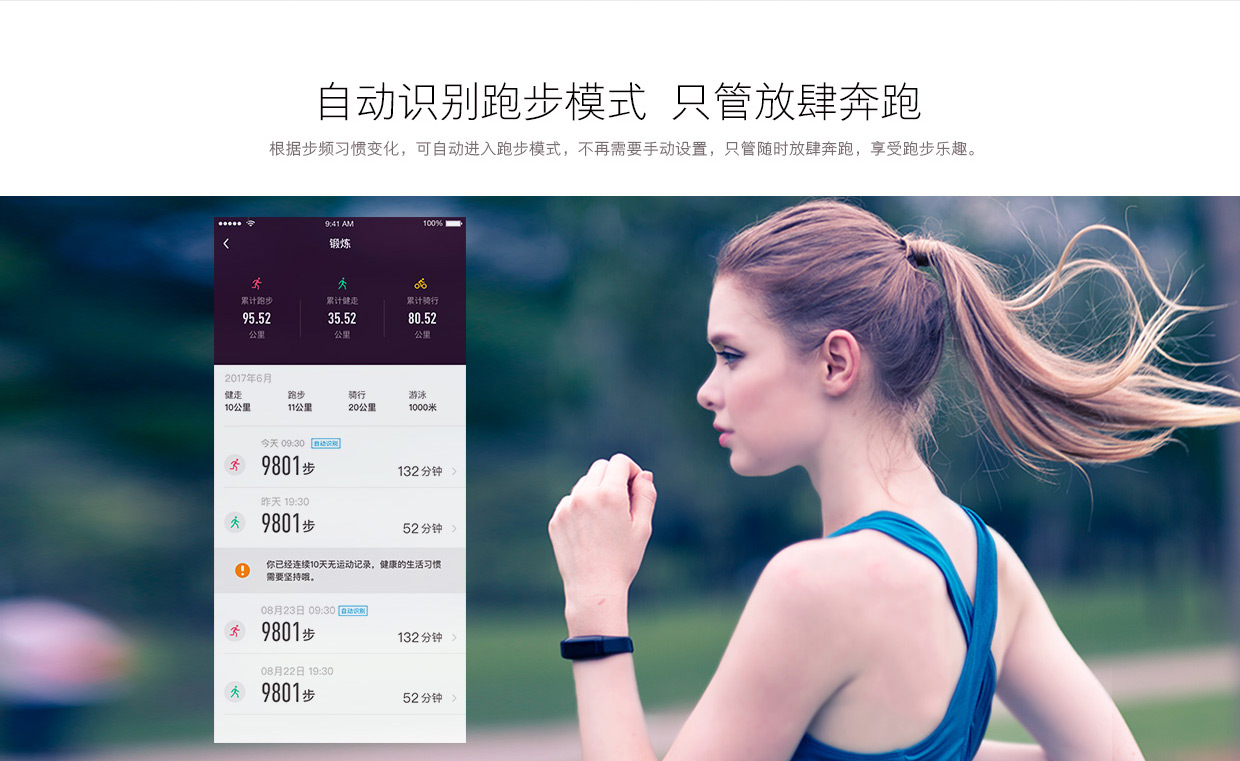 自动识别跑步模式 只管放肆奔跑
根据步频习惯变化，可自动进入跑步模式，不再需要手动设置，只管随时放肆奔跑，享受跑步乐趣。
9:41 AM 100%
锻炼
累计跑步 累计健走 累计骑行
95.52 35.52 80.52
公里 公里 公里
2017年6月
健走 跑步 骑行 游泳
10公里 11公里 20公里 1000米
今天 09:30 自动识别
9801步 132分钟
昨天 19:30
9801步 52分钟
你已经连续10天无运动记录，健康的生活习惯
需要坚持哦。
08月23日 09:30 自动识别
9801步 132分钟
08月22日 19:30
9801步 52分钟